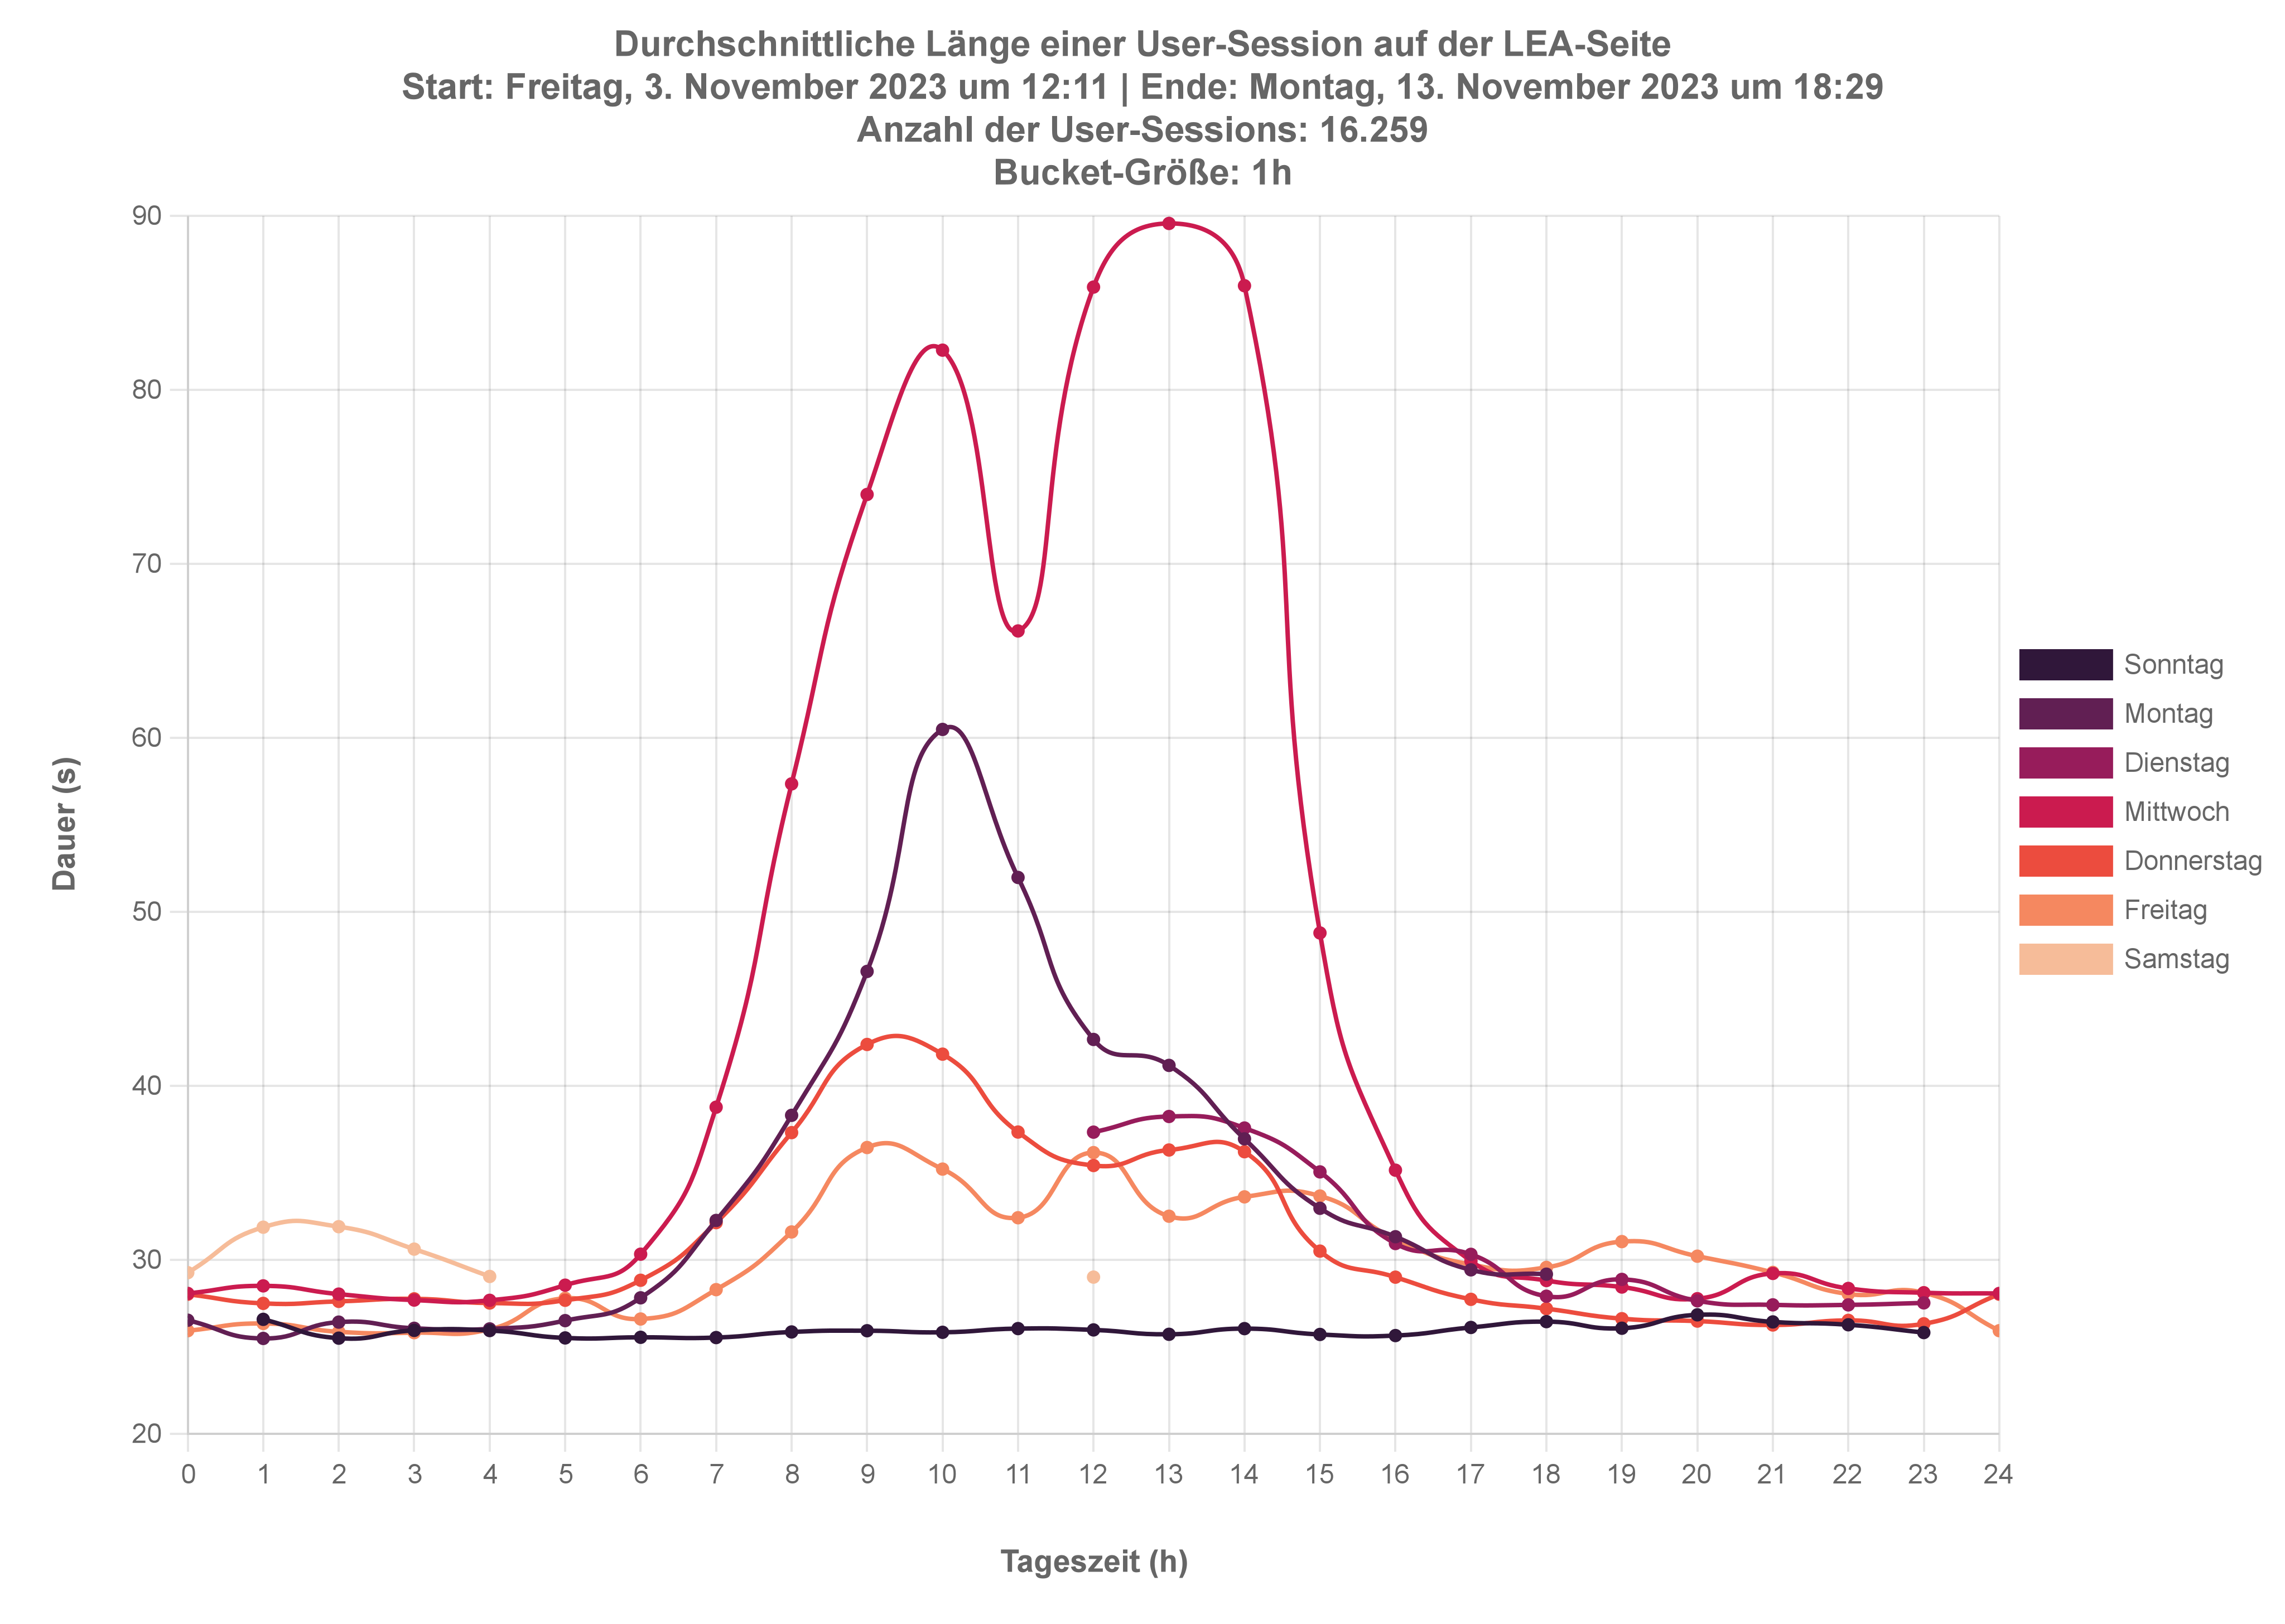 Durchschnittliche Länge einer User-Session auf der LEA-Seite
Start: Freitag, 3. November 2023 um 12:11 | Ende: Montag, 13. November 2023 um 18:29
Anzahl der User-Sessions: 16.259
Bucket-Größe: 1h
90
80
70
60
50
40
30
20
Dauer (s)
0 1 2 3 4 5 6 7 8 9 10 11 12 13 14 15 16 17 18 19 20 21 22 23 24
Tageszeit (h)
Sonntag
Montag
Dienstag
Mittwoch
Donnerstag
Freitag
Samstag